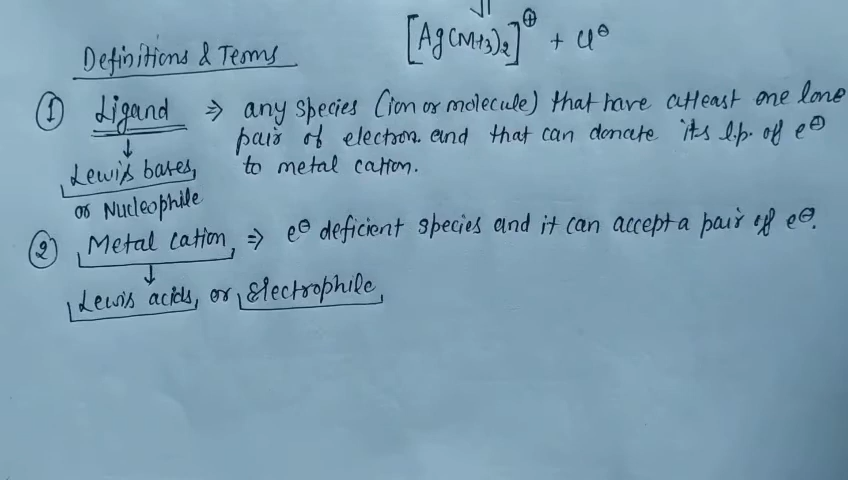 [Ag(NH3)2]⊕ + Cl⊖
Definitions & Terms
① Ligand ⇒ any species (ion or molecule) that have atleast one lone
pair of electron and that can donate its l.p. of e⊖
to metal cation.
↓
Lewis bases,
or Nucleophile
② Metal cation, ⇒ e⊖ deficient species and it can accept a pair of e⊖.
↓
Lewis acids, or Electrophile,